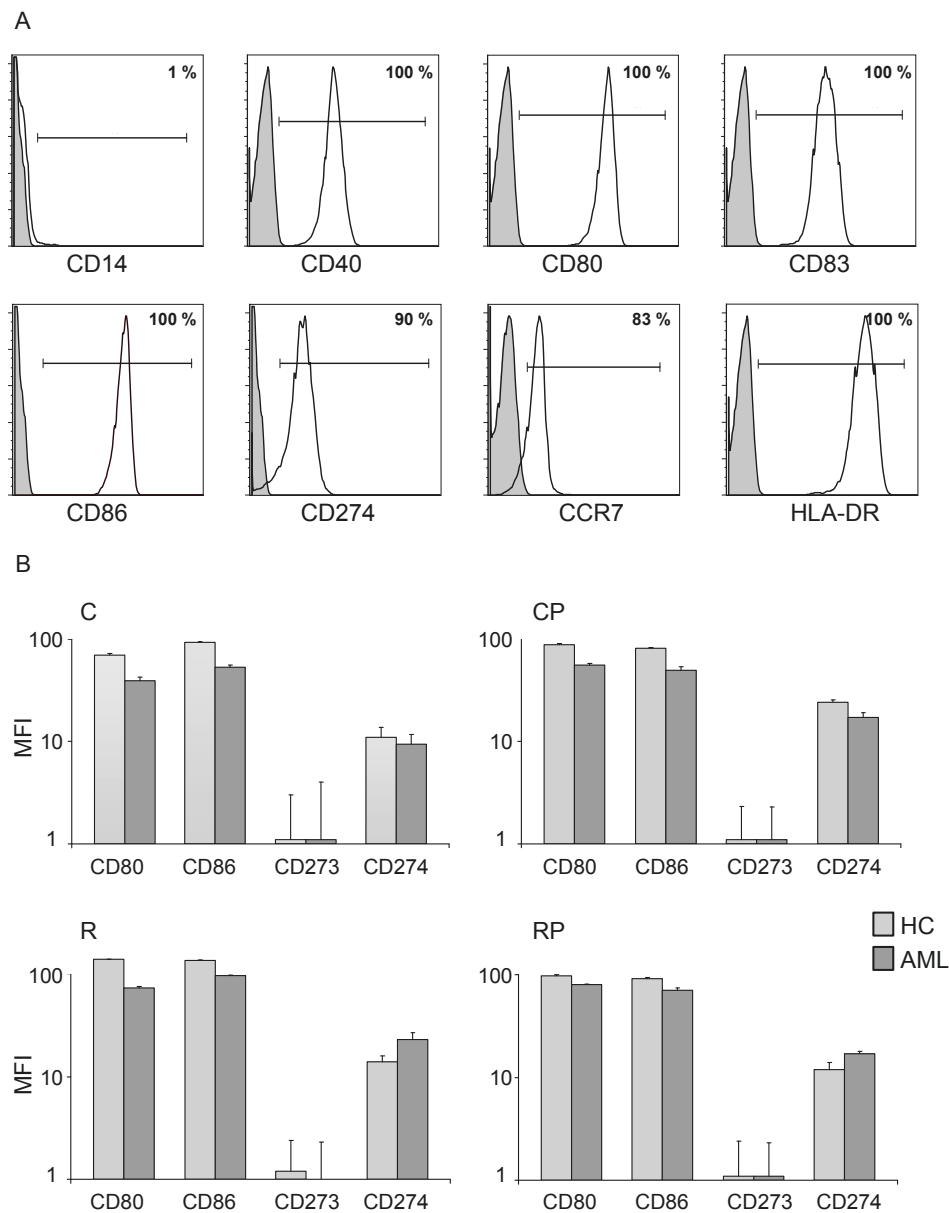 A
1 %
100 %
100 %
100 %
CD14
CD40
CD80
CD83
100 %
90 %
83 %
100 %
CD86
CD274
CCR7
HLA-DR
B
C
CP
100
10
1
MFI
100
10
1
CD80 CD86 CD273 CD274
CD80 CD86 CD273 CD274
R
RP
HC
AML
100
10
1
MFI
100
10
1
CD80 CD86 CD273 CD274
CD80 CD86 CD273 CD274